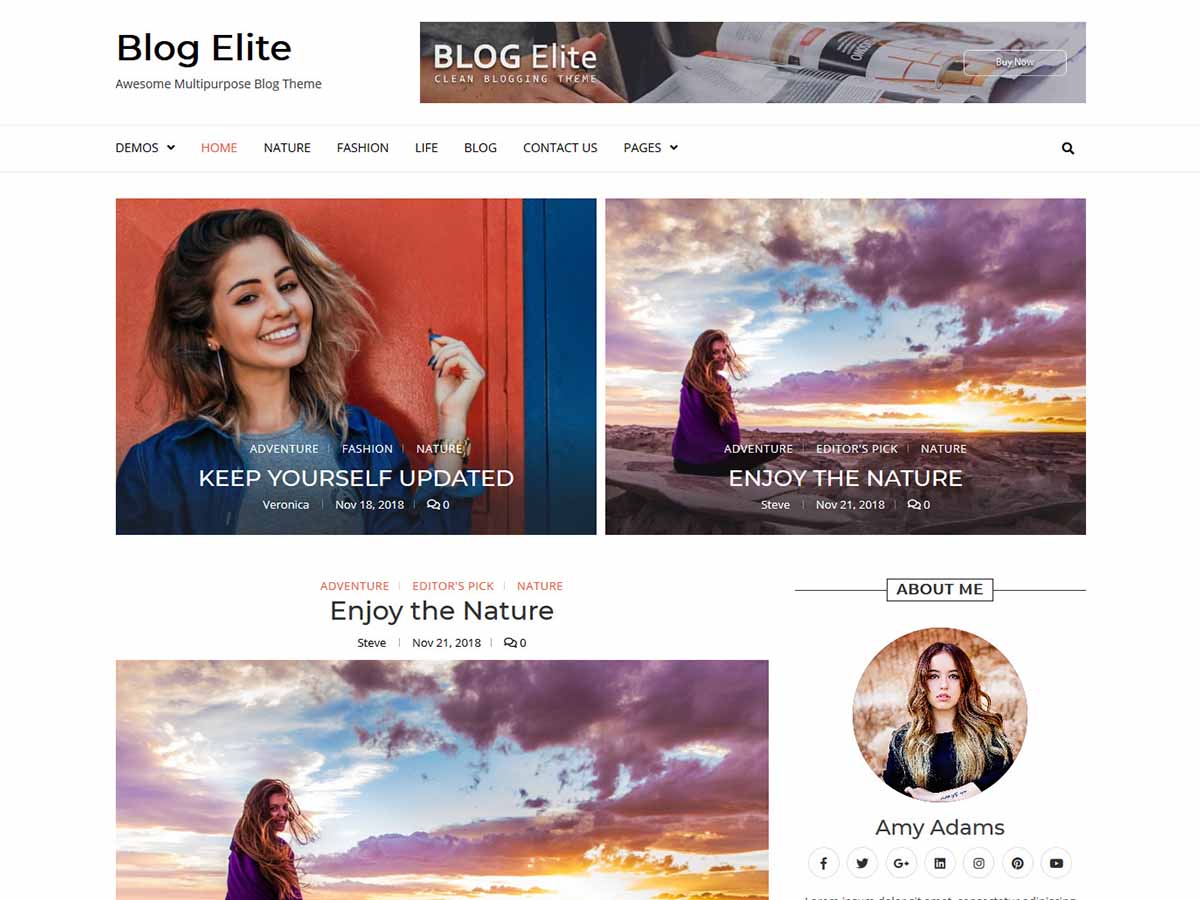 Blog Elite
Awesome Multipurpose Blog Theme
BLOG Elite
CLEAN BLOGGING THEME
Buy Now
DEMOS HOME NATURE FASHION LIFE BLOG CONTACT US PAGES
ADVENTURE FASHION NATURE
KEEP YOURSELF UPDATED
Veronica Nov 18, 2018 0
ADVENTURE EDITOR'S PICK NATURE
ENJOY THE NATURE
Steve Nov 21, 2018 0
ADVENTURE EDITOR'S PICK NATURE
Enjoy the Nature
Steve Nov 21, 2018 0
ABOUT ME
Amy Adams